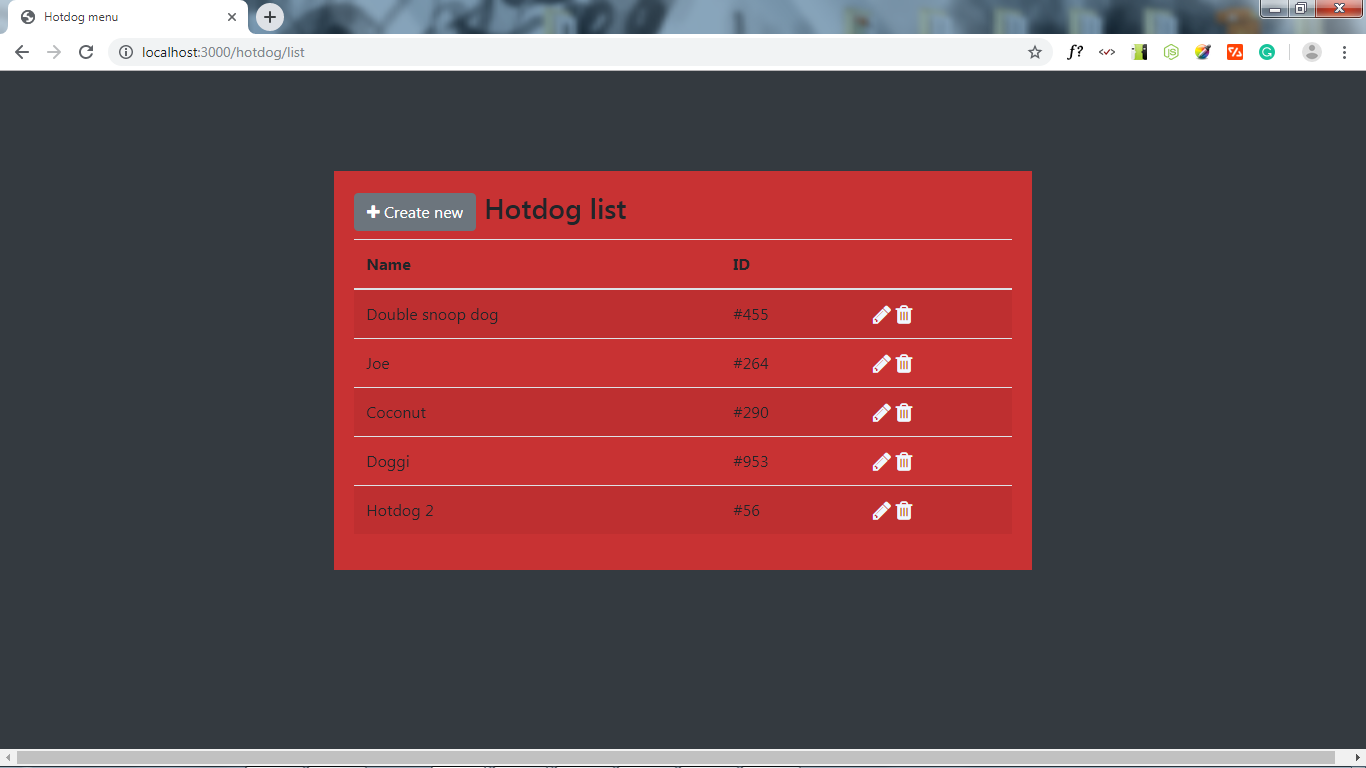 Hotdog menu
localhost:3000/hotdog/list
f?
Create new
Hotdog list
Name ID
Double snoop dog #455
Joe #264
Coconut #290
Doggi #953
Hotdog 2 #56